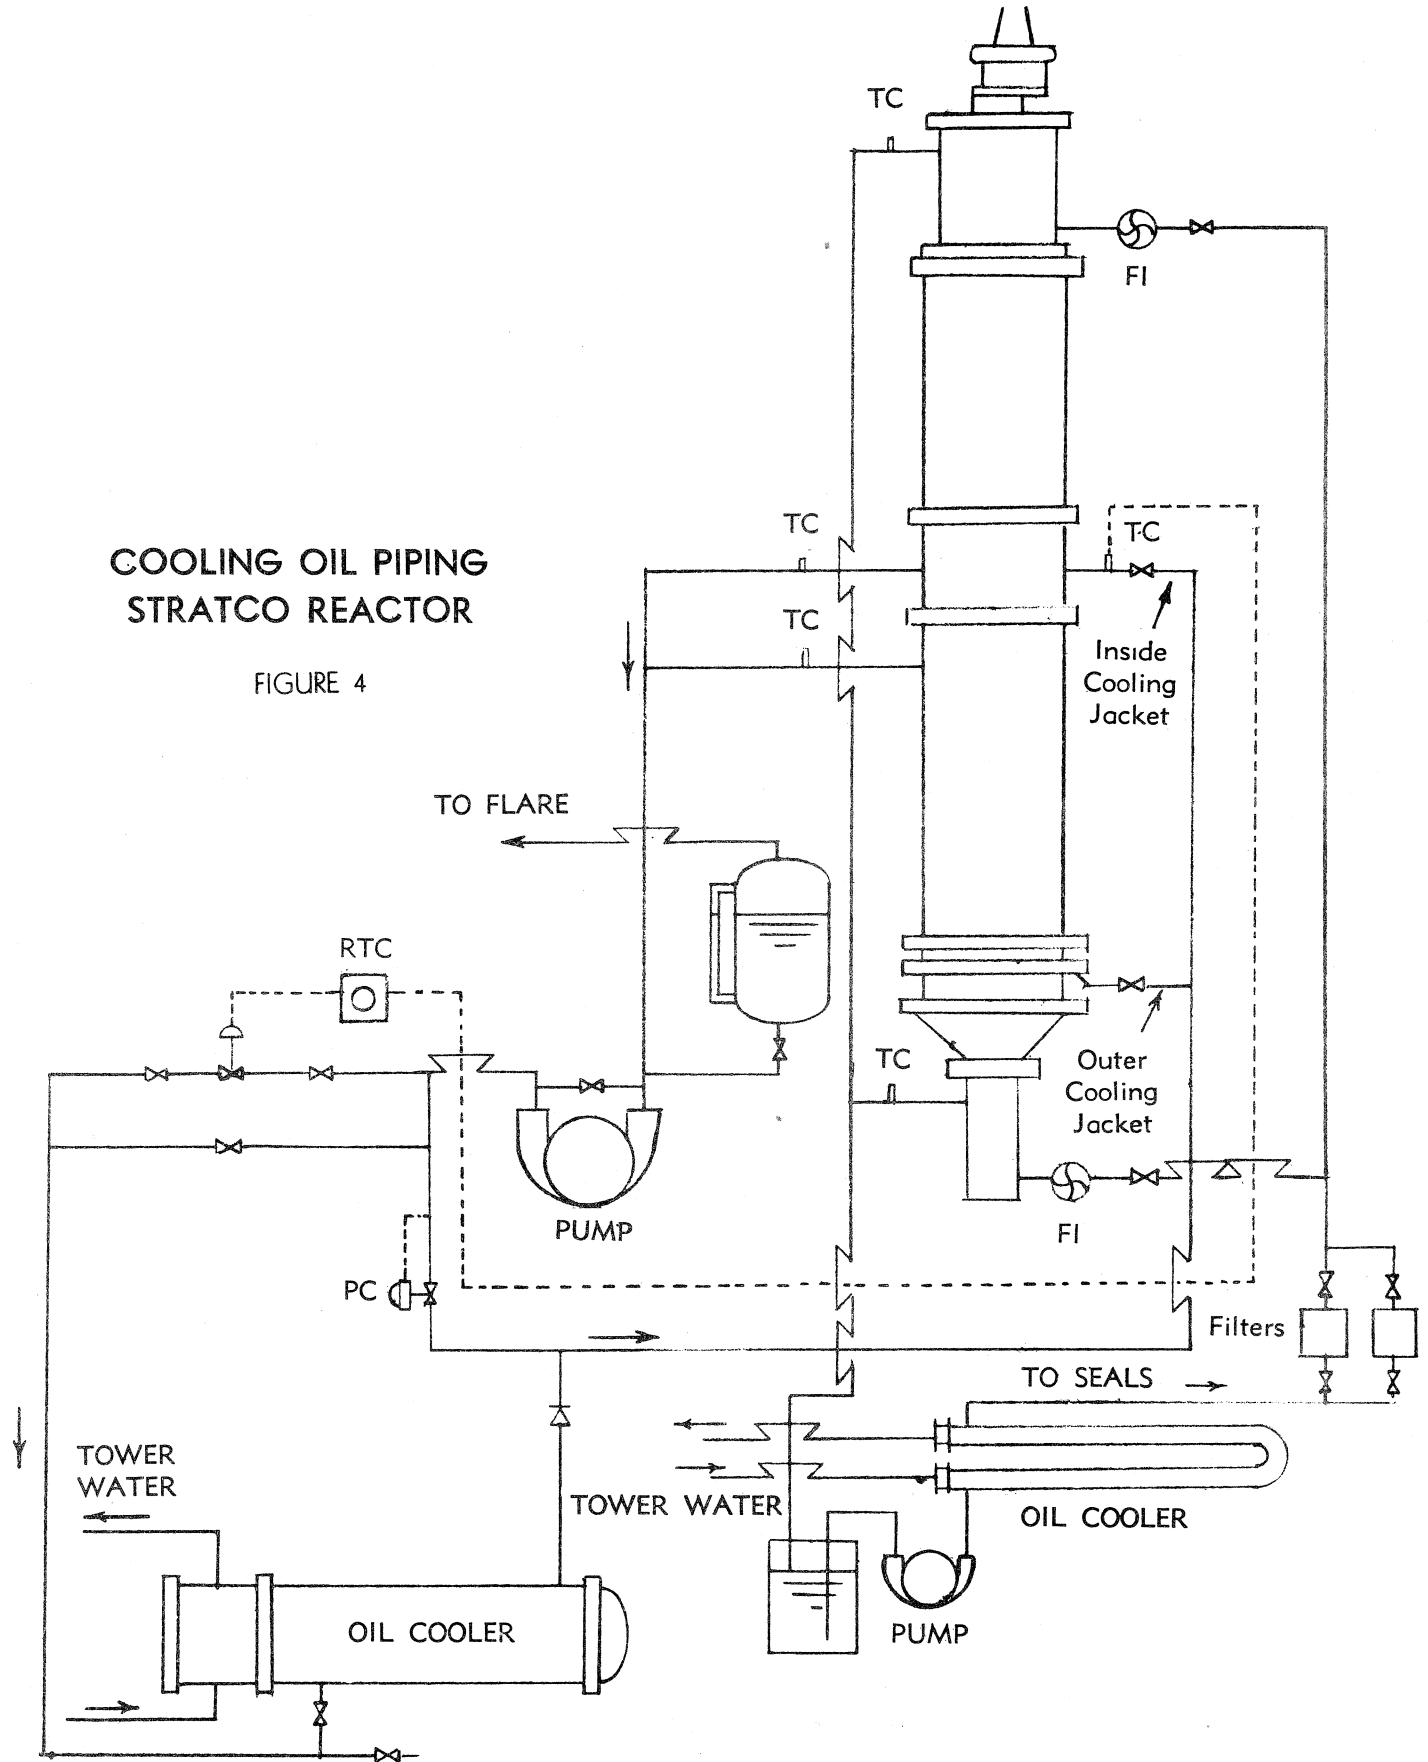 TC
FI
COOLING OIL PIPING
STRATCO REACTOR
FIGURE 4
TC
TC
TC
Inside
Cooling
Jacket
TO FLARE
RTC
TC
Outer
Cooling
Jacket
PUMP
FI
PC
Filters
TO SEALS
TOWER
WATER
TOWER WATER
OIL COOLER
OIL COOLER
PUMP